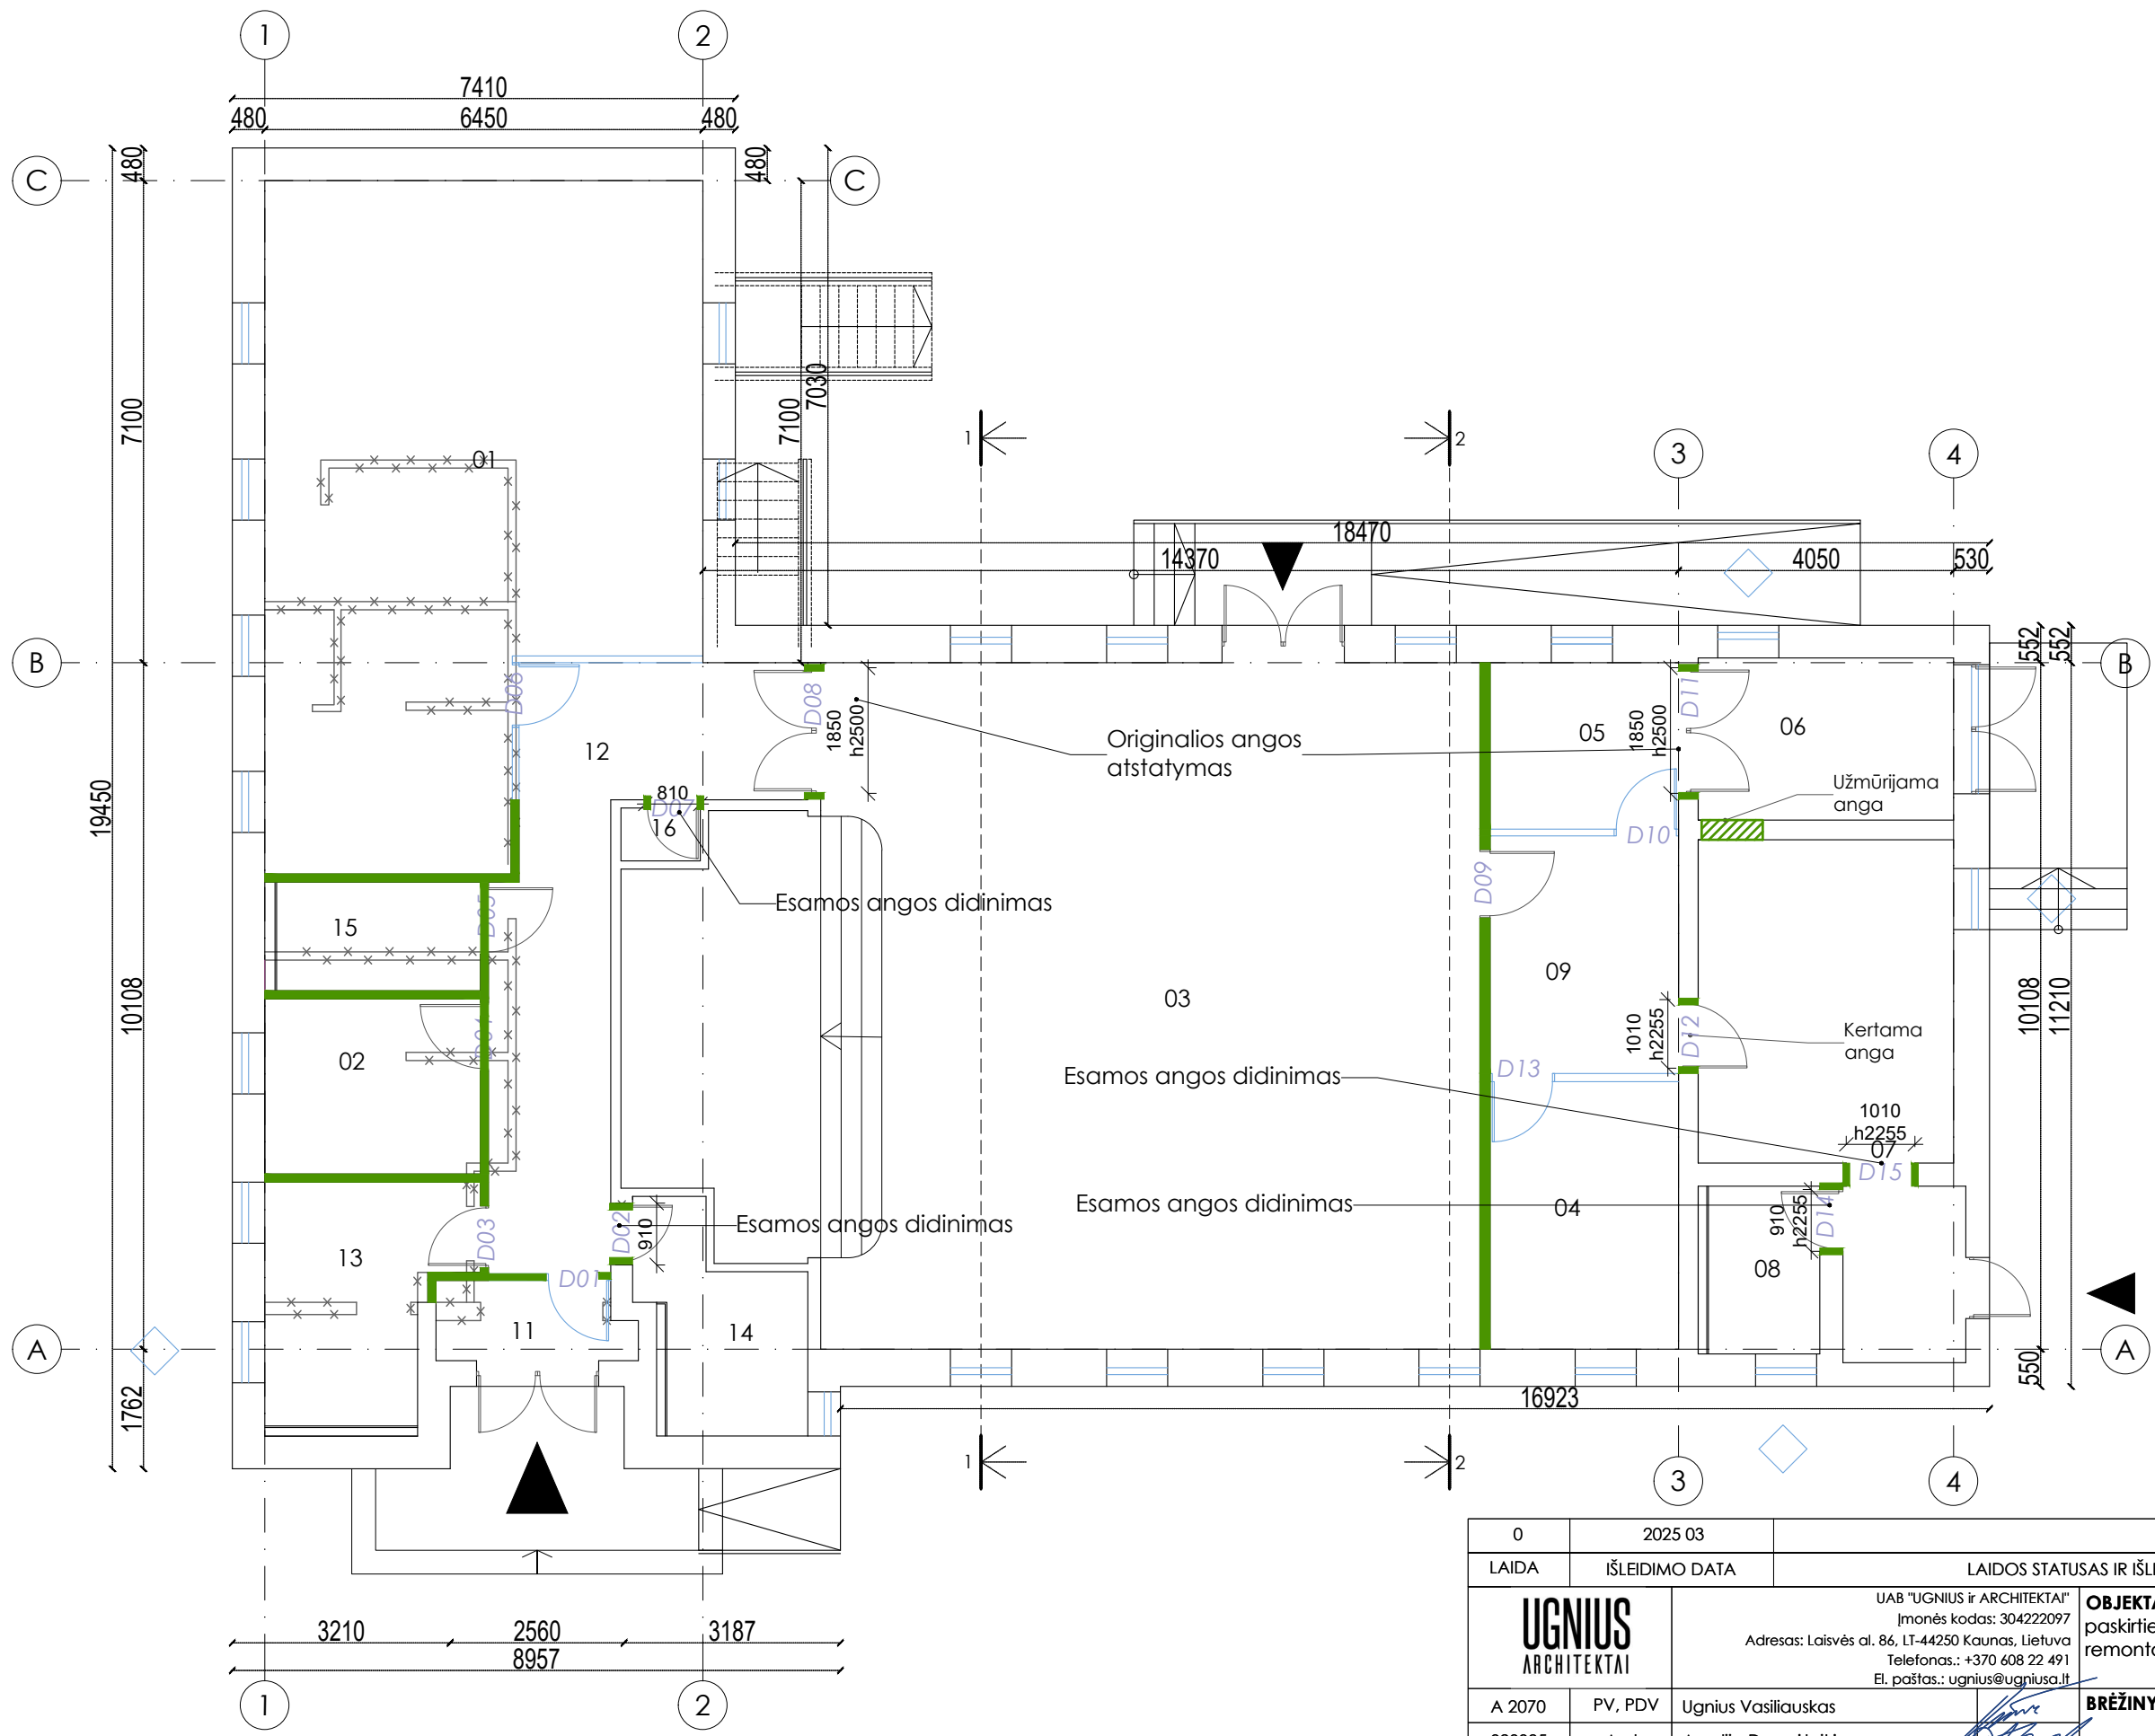 1
2
7410
480
6450
480
C
480
480
C
7100
7100
7030
01
1
2
3
4
18470
14370
4050
530
B
552
552
B
D06
D08
1850
h2500
Originalios angos
atstatymas
05
1850
h2500
D11
06
12
Užmūrijama
anga
810
D07
16
D10
19450
Esamos angos didinimas
D09
D05
15
09
03
10108
10108
11210
1010
h2255
D12
Kertama
anga
02
D13
Esamos angos didinimas
1010
h2255
07
D15
Esamos angos didinimas
04
910
h2255
D14
D03
D02
910
Esamos angos didinimas
13
D01
08
11
14
A
A
1762
550
16923
1
2
3
4
3210
2560
3187
8957
1
2
0
2025 03
LAIDA
IŠLEIDIMO DATA
LAIDOS STATUSAS IR IŠL
UGNIUS
ARCHITEKTAI
UAB "UGNIUS ir ARCHITEKTAI"
Įmonės kodas: 304222097
Adresas: Laisvės al. 86, LT-44250 Kaunas, Lietuva
Telefonas.: +370 608 22 491
El. paštas.: ugnius@ugniusa.lt
OBJEKTA
paskirtie
remonto
A 2070
PV, PDV
Ugnius Vasiliauskas
BRĖŽINY